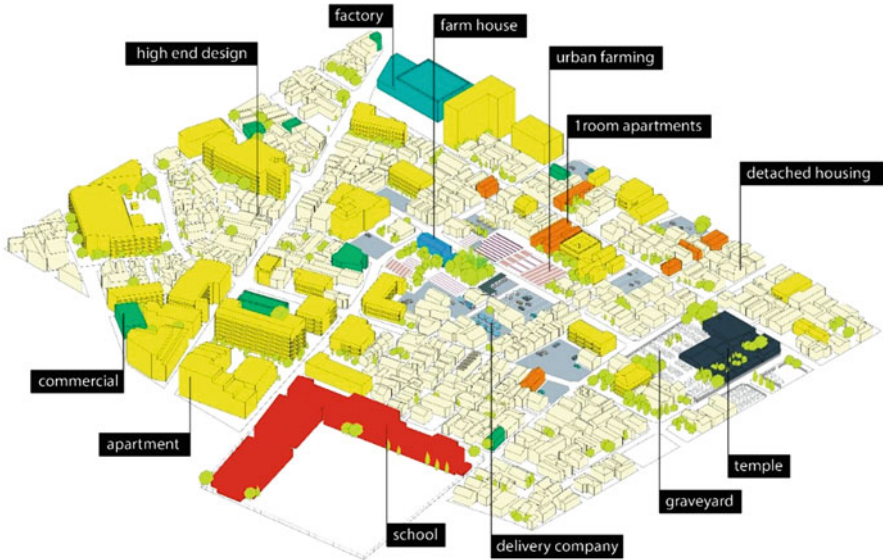 factory
farm house
high end design
urban farming
1room apartments
detached housing
commercial
apartment
temple
graveyard
school
delivery company